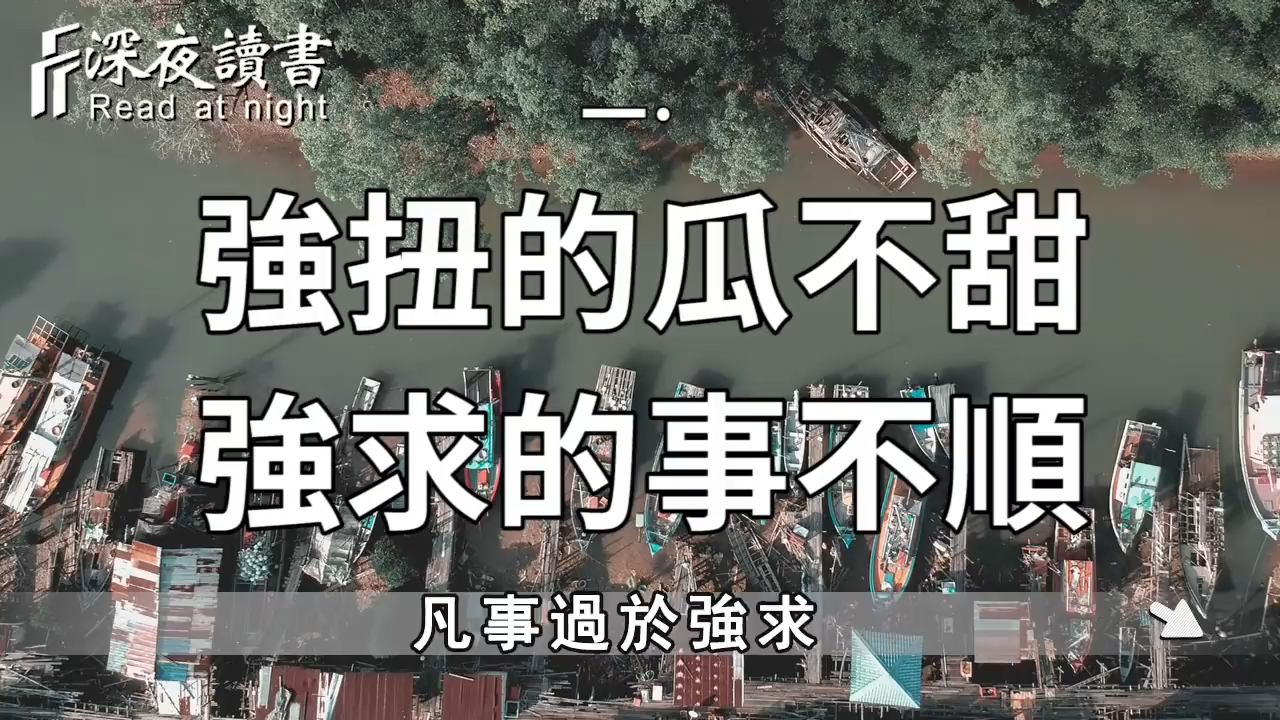 深夜讀書
Read at night
一.
強扭的瓜不甜
強求的事不順
凡事過於強求